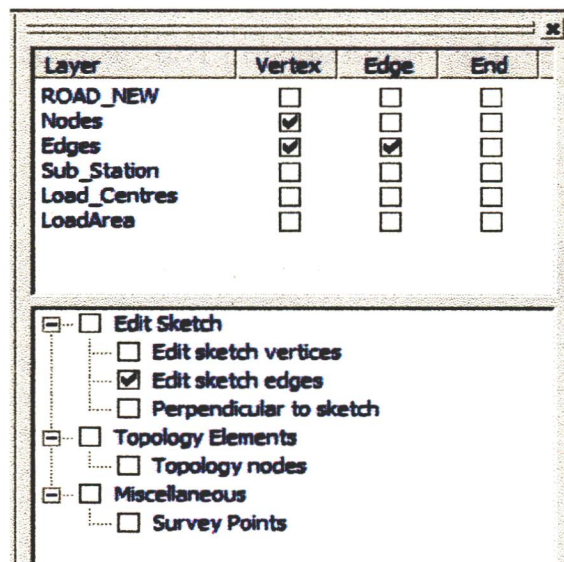 Layer Vertex Edge End
ROAD_NEW
Nodes
Edges
Sub_Station
Load_Centres
LoadArea
Edit Sketch
Edit sketch vertices
Edit sketch edges
Perpendicular to sketch
Topology Elements
Topology nodes
Miscellaneous
Survey Points